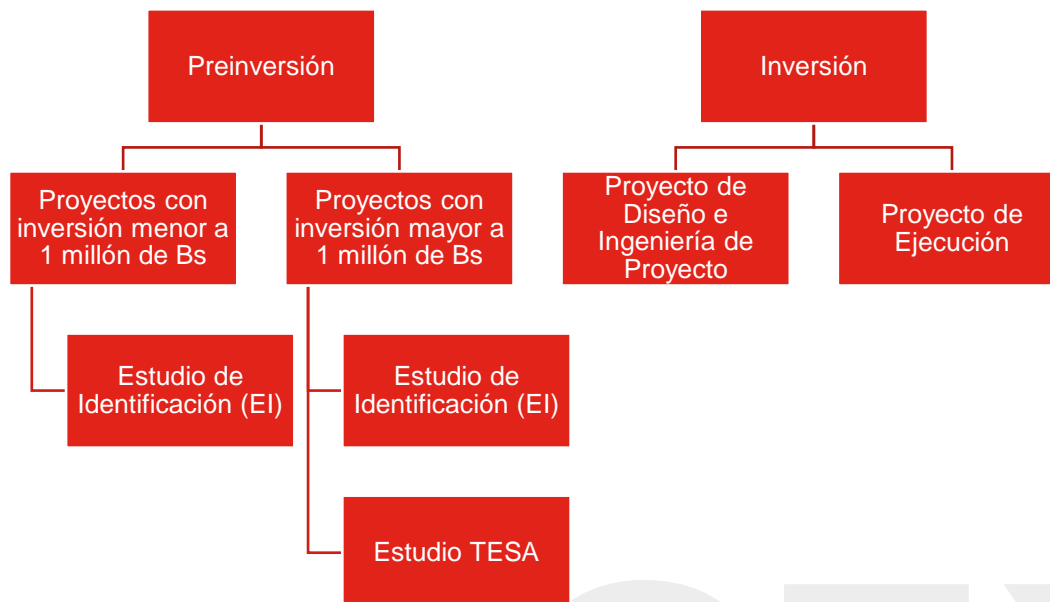 Preinversión
Inversión
Proyectos con
inversión menor a
1 millón de Bs
Proyectos con
inversión mayor a
1 millón de Bs
Proyecto de
Diseño e
Ingeniería de
Proyecto
Proyecto de
Ejecución
Estudio de
Identificación (EI)
Estudio de
Identificación (EI)
Estudio TESA